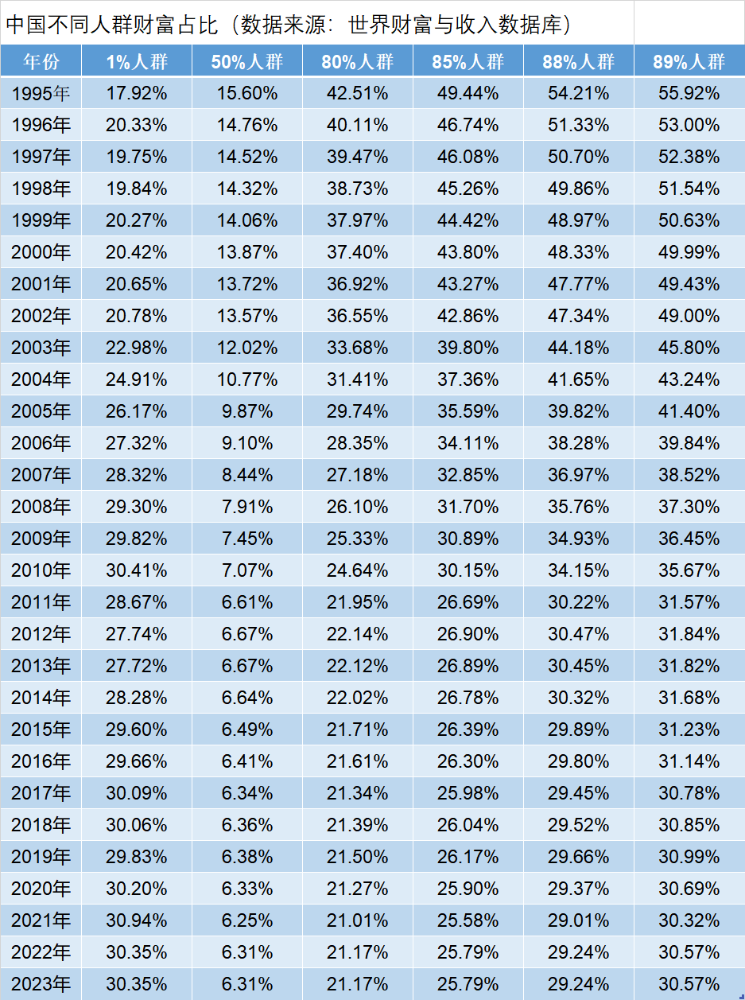 中国不同人群财富占比（数据来源：世界财富与收入数据库）
年份 1%人群 50%人群 80%人群 85%人群 88%人群 89%人群
1995年 17.92% 15.60% 42.51% 49.44% 54.21% 55.92%
1996年 20.33% 14.76% 40.11% 46.74% 51.33% 53.00%
1997年 19.75% 14.52% 39.47% 46.08% 50.70% 52.38%
1998年 19.84% 14.32% 38.73% 45.26% 49.86% 51.54%
1999年 20.27% 14.06% 37.97% 44.42% 48.97% 50.63%
2000年 20.42% 13.87% 37.40% 43.80% 48.33% 49.99%
2001年 20.65% 13.72% 36.92% 43.27% 47.77% 49.43%
2002年 20.78% 13.57% 36.55% 42.86% 47.34% 49.00%
2003年 22.98% 12.02% 33.68% 39.80% 44.18% 45.80%
2004年 24.91% 10.77% 31.41% 37.36% 41.65% 43.24%
2005年 26.17% 9.87% 29.74% 35.59% 39.82% 41.40%
2006年 27.32% 9.10% 28.35% 34.11% 38.28% 39.84%
2007年 28.32% 8.44% 27.18% 32.85% 36.97% 38.52%
2008年 29.30% 7.91% 26.10% 31.70% 35.76% 37.30%
2009年 29.82% 7.45% 25.33% 30.89% 34.93% 36.45%
2010年 30.41% 7.07% 24.64% 30.15% 34.15% 35.67%
2011年 28.67% 6.61% 21.95% 26.69% 30.22% 31.57%
2012年 27.74% 6.67% 22.14% 26.90% 30.47% 31.84%
2013年 27.72% 6.67% 22.12% 26.89% 30.45% 31.82%
2014年 28.28% 6.64% 22.02% 26.78% 30.32% 31.68%
2015年 29.60% 6.49% 21.71% 26.39% 29.89% 31.23%
2016年 29.66% 6.41% 21.61% 26.30% 29.80% 31.14%
2017年 30.09% 6.34% 21.34% 25.98% 29.45% 30.78%
2018年 30.06% 6.36% 21.39% 26.04% 29.52% 30.85%
2019年 29.83% 6.38% 21.50% 26.17% 29.66% 30.99%
2020年 30.20% 6.33% 21.27% 25.90% 29.37% 30.69%
2021年 30.94% 6.25% 21.01% 25.58% 29.01% 30.32%
2022年 30.35% 6.31% 21.17% 25.79% 29.24% 30.57%
2023年 30.35% 6.31% 21.17% 25.79% 29.24% 30.57%